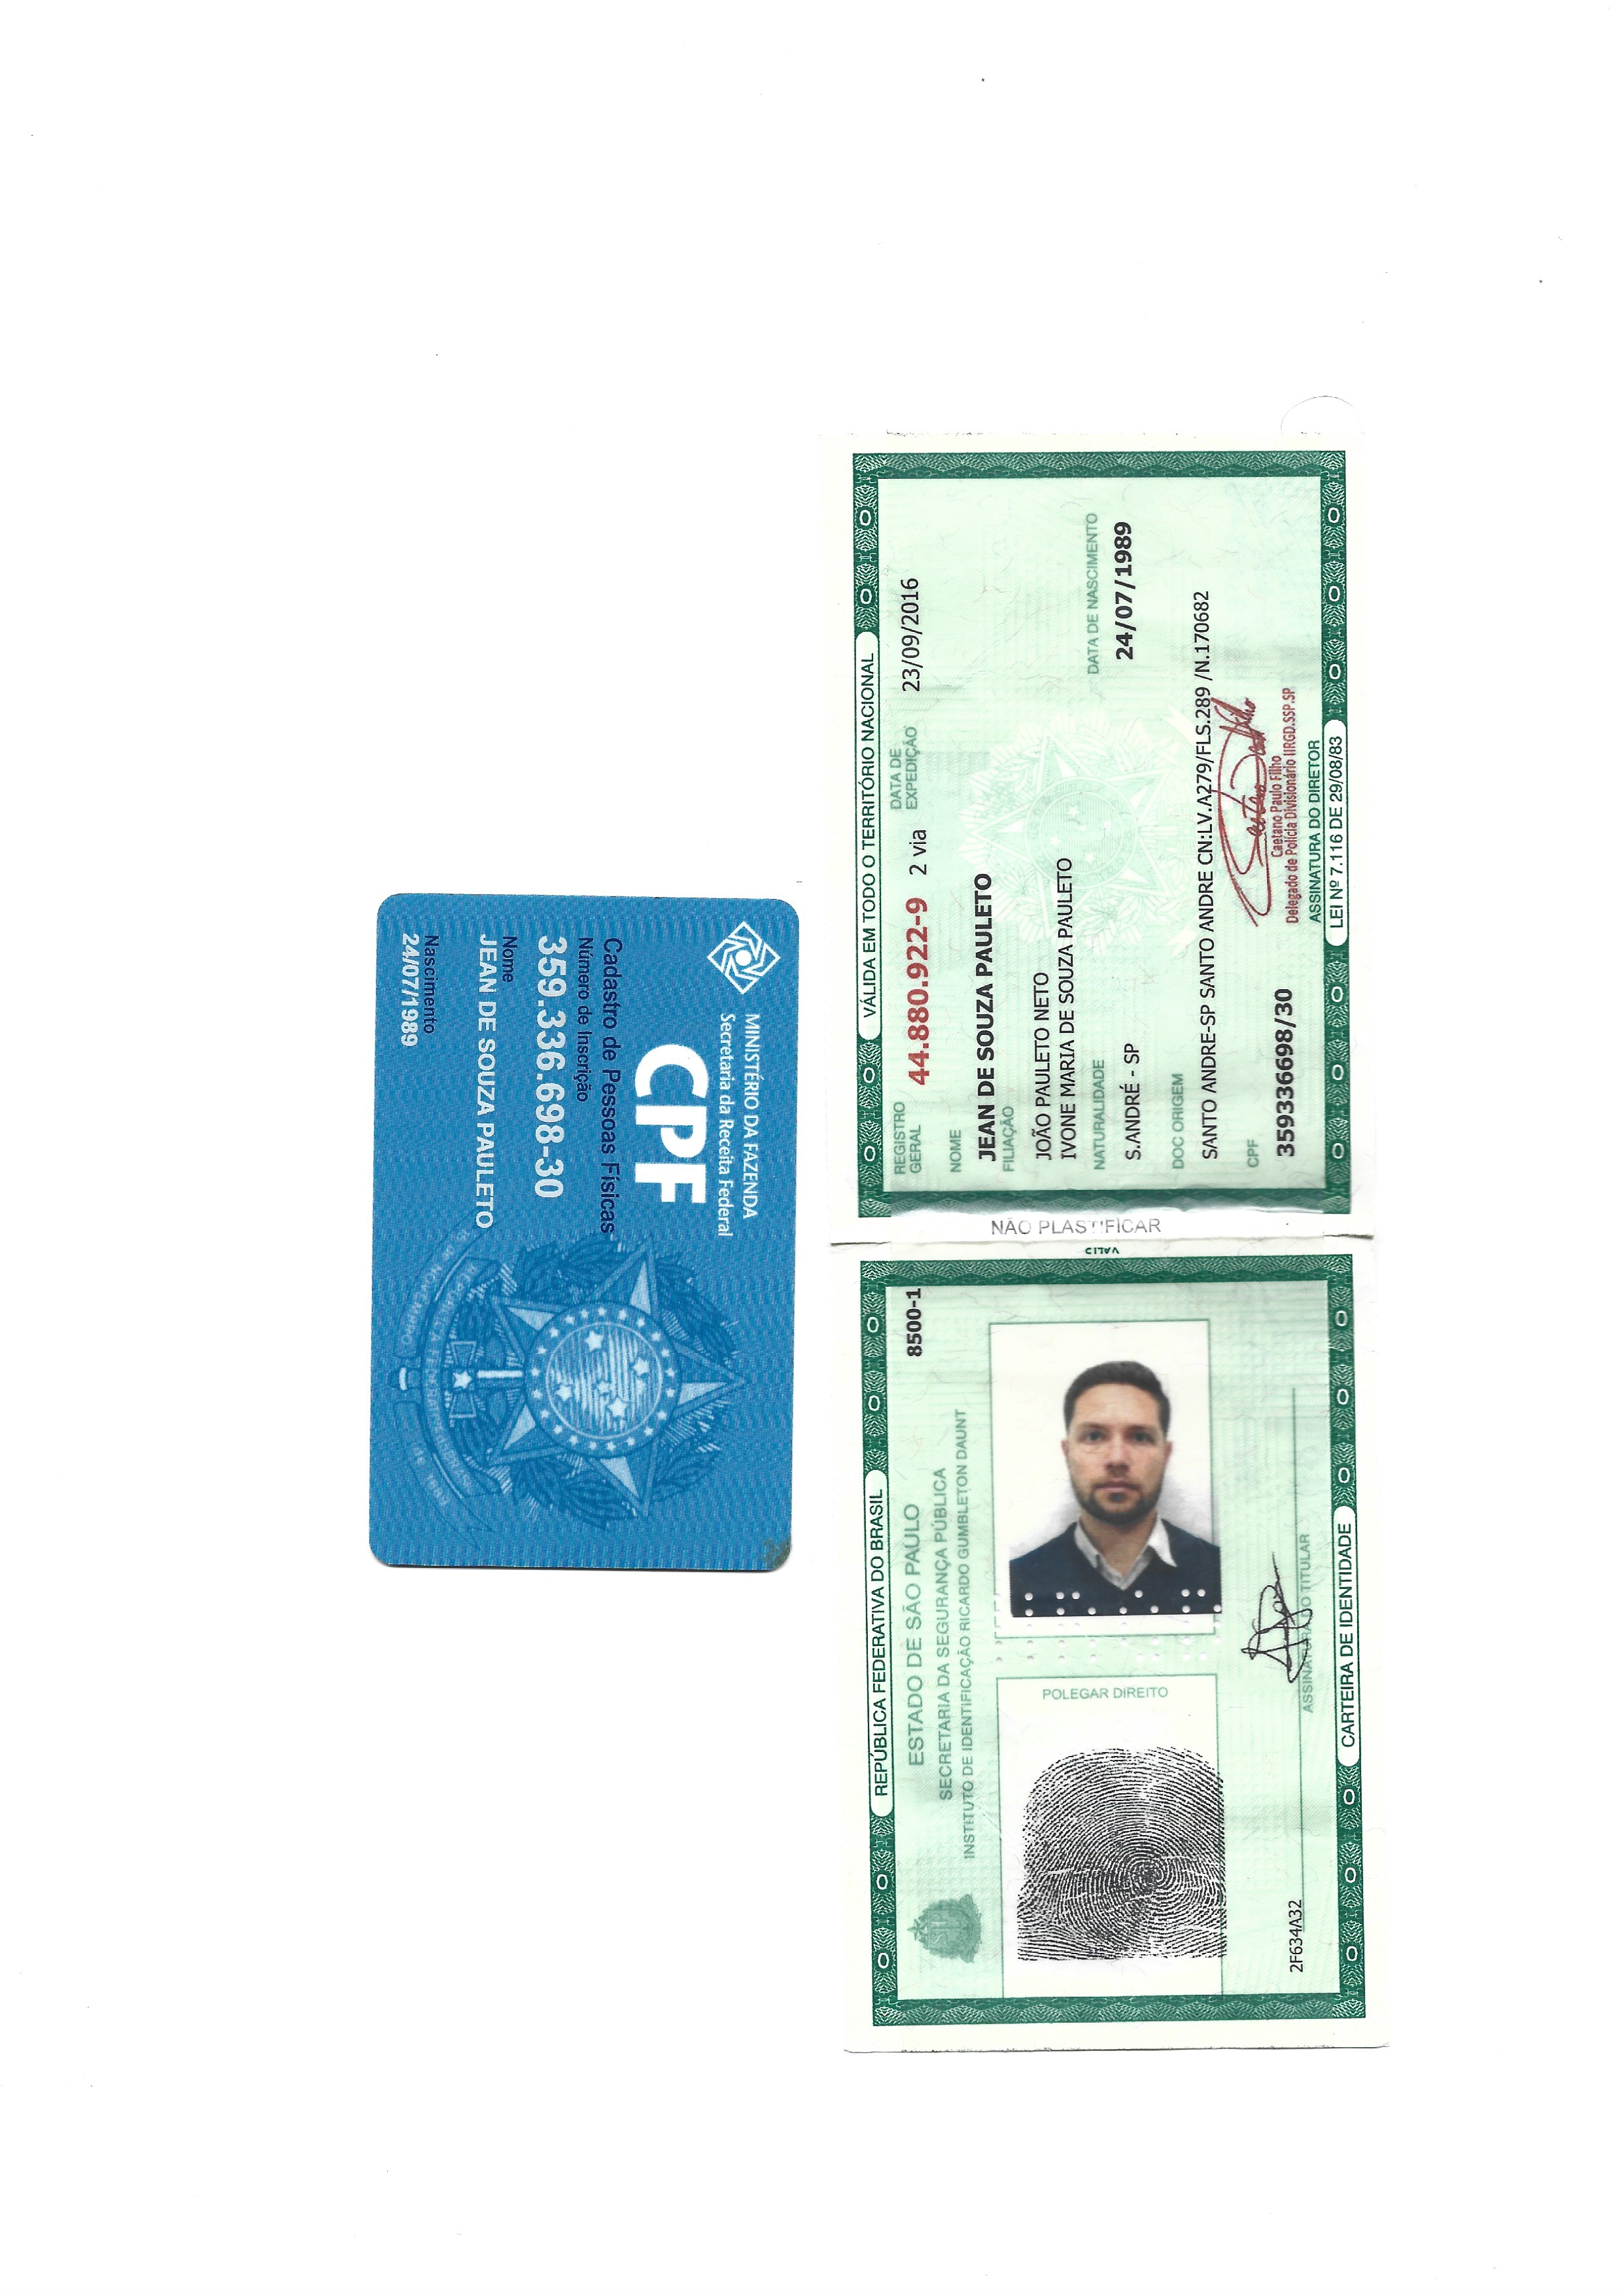 MINISTÉRIO DA FAZENDA
Secretaria da Receita Federal
CPF
Cadastro de Pessoas Físicas
Número de Inscrição
359.336.698-30
Nome
JEAN DE SOUZA PAULETO
Nascimento
24/07/1989
REPÚBLICA FEDERATIVA DO BRASIL
ESTADO DE SÃO PAULO
8500-1
SECRETARIA DA SEGURANÇA PÚBLICA
INSTITUTO DE IDENTIFICAÇÃO RICARDO GUMBLETON DAUNT
POLEGAR DIREITO
2F634A32
ASSINATURA DO TITULAR
CARTEIRA DE IDENTIDADE
NÃO PLASTIFICAR
VÁLIDA EM TODO O TERRITÓRIO NACIONAL
REGISTRO GERAL 44.880.922-9 2 via DATA DE EXPEDIÇÃO 23/09/2016
NOME
JEAN DE SOUZA PAULETO
FILIAÇÃO
JOÃO PAULETO NETO
IVONE MARIA DE SOUZA PAULETO
NATURALIDADE
S.ANDRÉ - SP
DATA DE NASCIMENTO
24/07/1989
DOC ORIGEM
SANTO ANDRE-SP SANTO ANDRE CN:LV.A279/FLS.289 /N.170682
CPF
359336698/30
Caetano Paulo Filho
Delegado de Polícia Divisionário IIRGD.SSP.SP
ASSINATURA DO DIRETOR
LEI Nº 7.116 DE 29/08/83